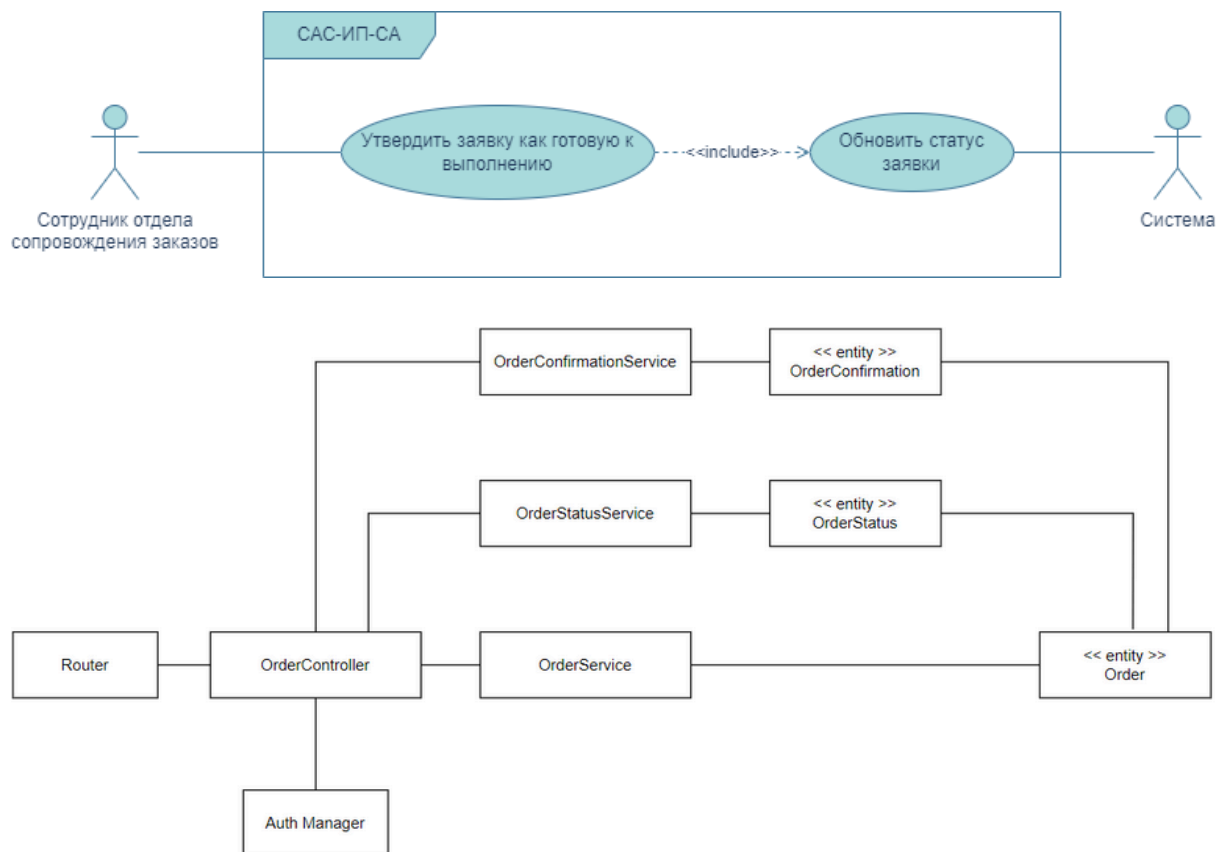 САС-ИП-СА
Утвердить заявку как готовую к
выполнению
<<include>>
Обновить статус
заявки
Сотрудник отдела
сопровождения заказов
Система
OrderConfirmationService
<< entity >>
OrderConfirmation
OrderStatusService
<< entity >>
OrderStatus
Router
OrderController
OrderService
<< entity >>
Order
Auth Manager